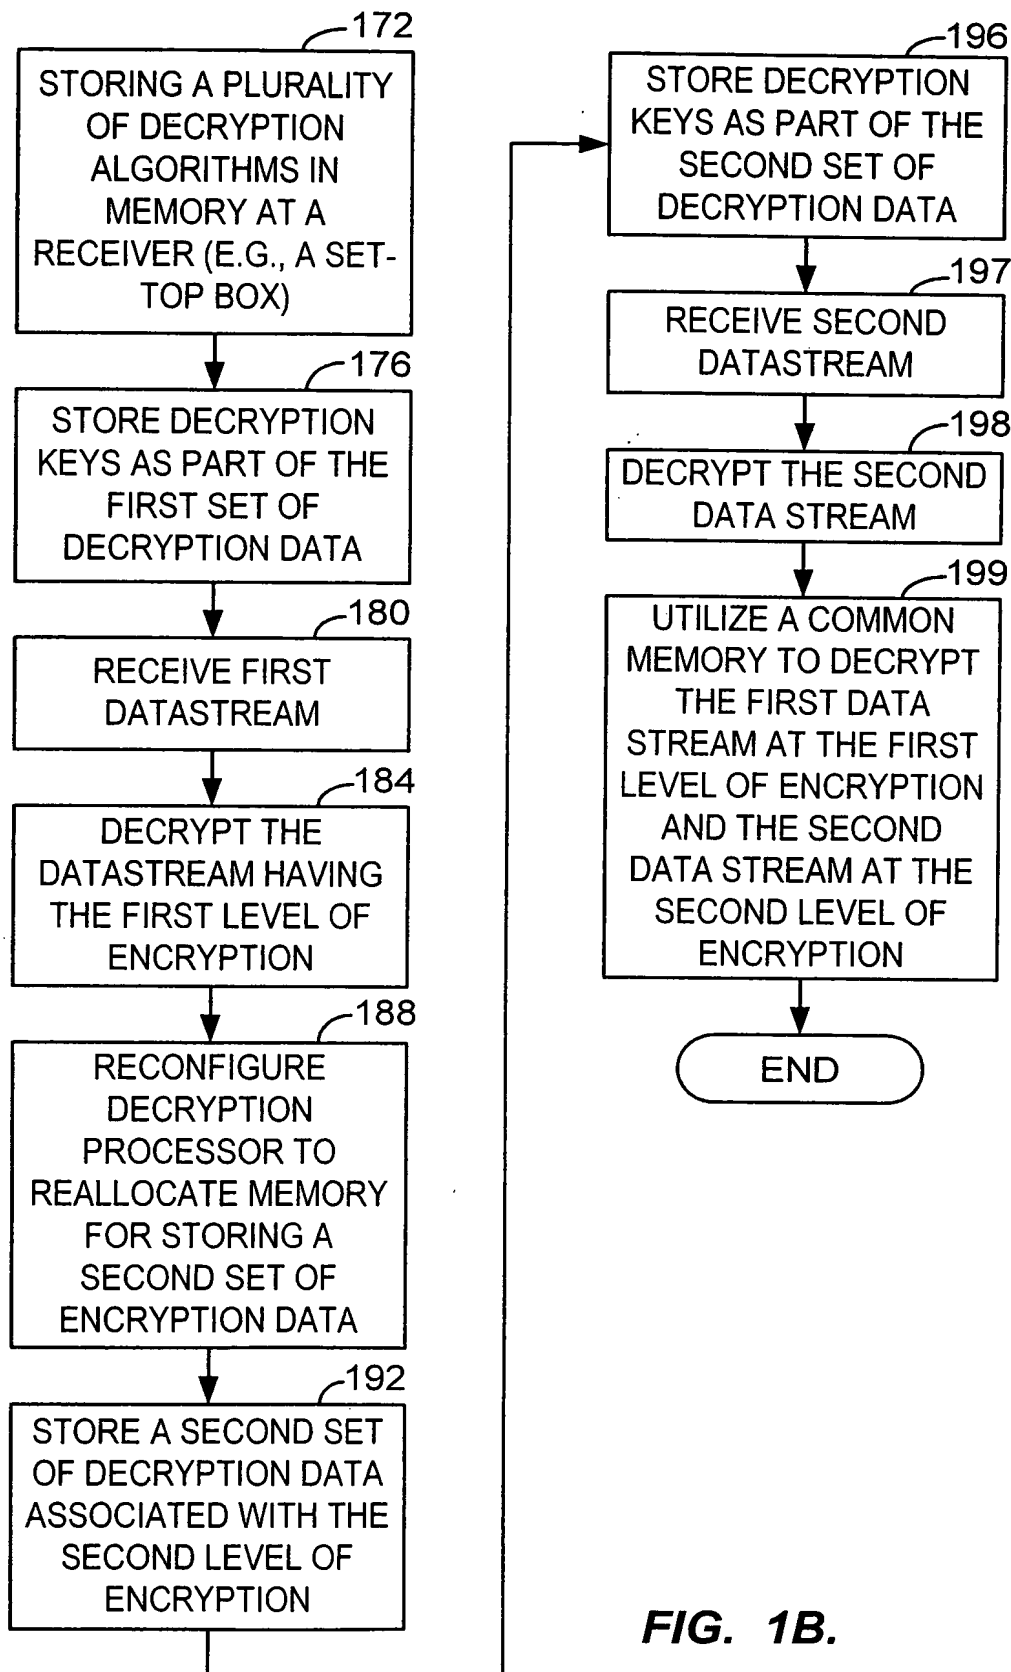 172
STORING A PLURALITY
OF DECRYPTION
ALGORITHMS IN
MEMORY AT A
RECEIVER (E.G., A SET-
TOP BOX)
176
STORE DECRYPTION
KEYS AS PART OF THE
FIRST SET OF
DECRYPTION DATA
180
RECEIVE FIRST
DATASTREAM
184
DECRYPT THE
DATASTREAM HAVING
THE FIRST LEVEL OF
ENCRYPTION
188
RECONFIGURE
DECRYPTION
PROCESSOR TO
REALLOCATE MEMORY
FOR STORING A
SECOND SET OF
ENCRYPTION DATA
192
STORE A SECOND SET
OF DECRYPTION DATA
ASSOCIATED WITH THE
SECOND LEVEL OF
ENCRYPTION
196
STORE DECRYPTION
KEYS AS PART OF THE
SECOND SET OF
DECRYPTION DATA
197
RECEIVE SECOND
DATASTREAM
198
DECRYPT THE SECOND
DATA STREAM
199
UTILIZE A COMMON
MEMORY TO DECRYPT
THE FIRST DATA
STREAM AT THE FIRST
LEVEL OF ENCRYPTION
AND THE SECOND
DATA STREAM AT THE
SECOND LEVEL OF
ENCRYPTION
END
FIG. 1B.